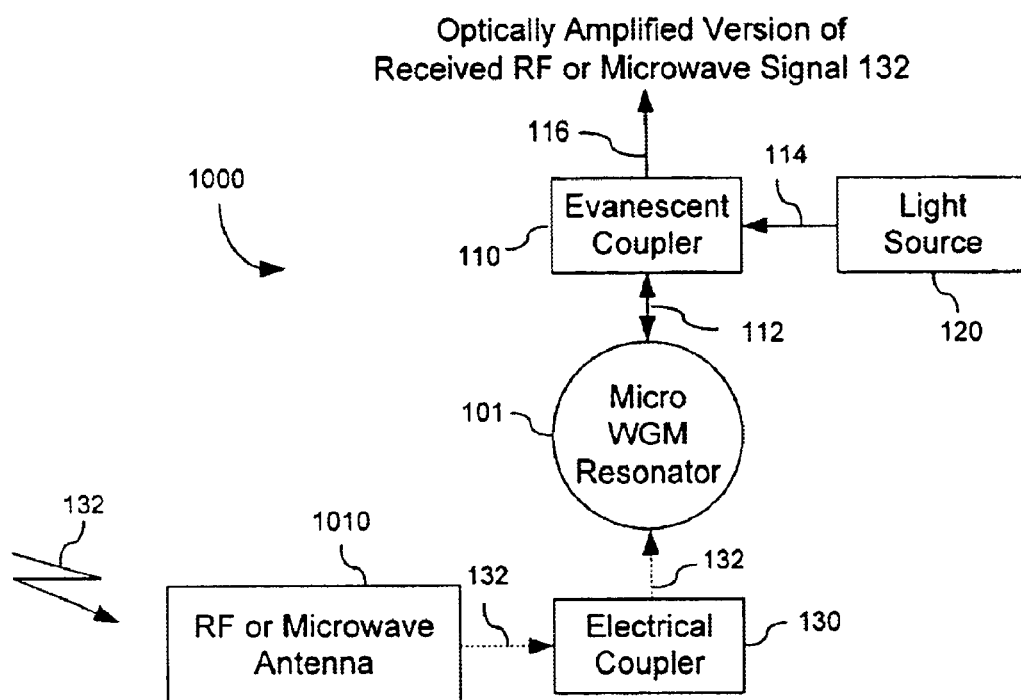 Optically Amplified Version of
Received RF or Microwave Signal 132
116
114
1000
Evanescent
Coupler
Light
Source
110
112
120
101
Micro
WGM
Resonator
132
1010
132
132
RF or Microwave
Antenna
Electrical
Coupler
130